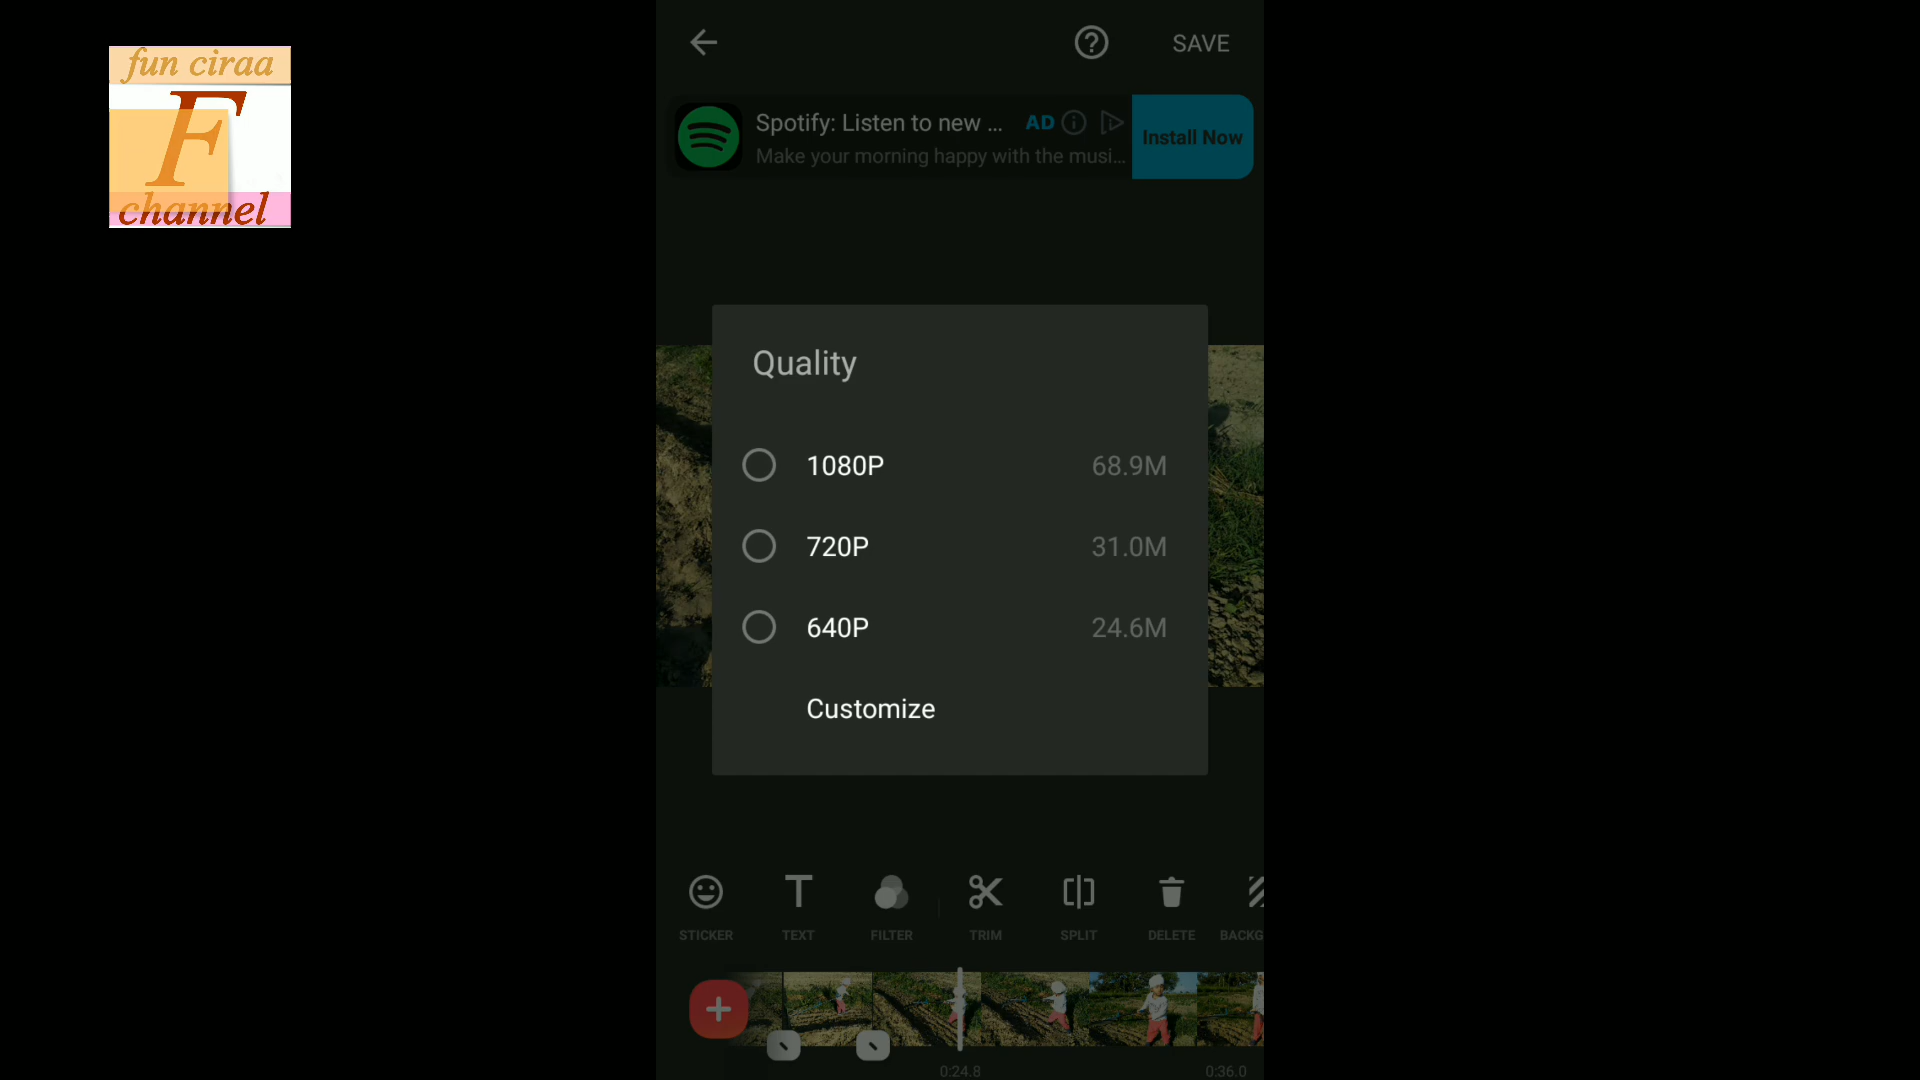 fun ciraa
F
channel
SAVE
Spotify: Listen to new ...
AD
Make your morning happy with the musi...
Install Now
Quality
1080P 68.9M
720P 31.0M
640P 24.6M
Customize
STICKER TEXT FILTER TRIM SPLIT DELETE BACKG
0:24.8 0:36.0